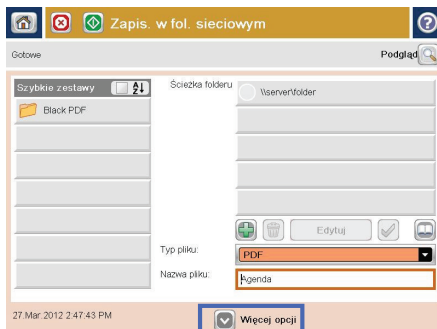 Zapis. w fol. sieciowym
Gotowe
Podgląd
Szybkie zestawy
Ścieżka folderu
\\server\folder
Black PDF
Edytuj
Typ pliku:
PDF
Nazwa pliku:
Agenda
27.Mar.2012 2:47:43 PM
Więcej opcji